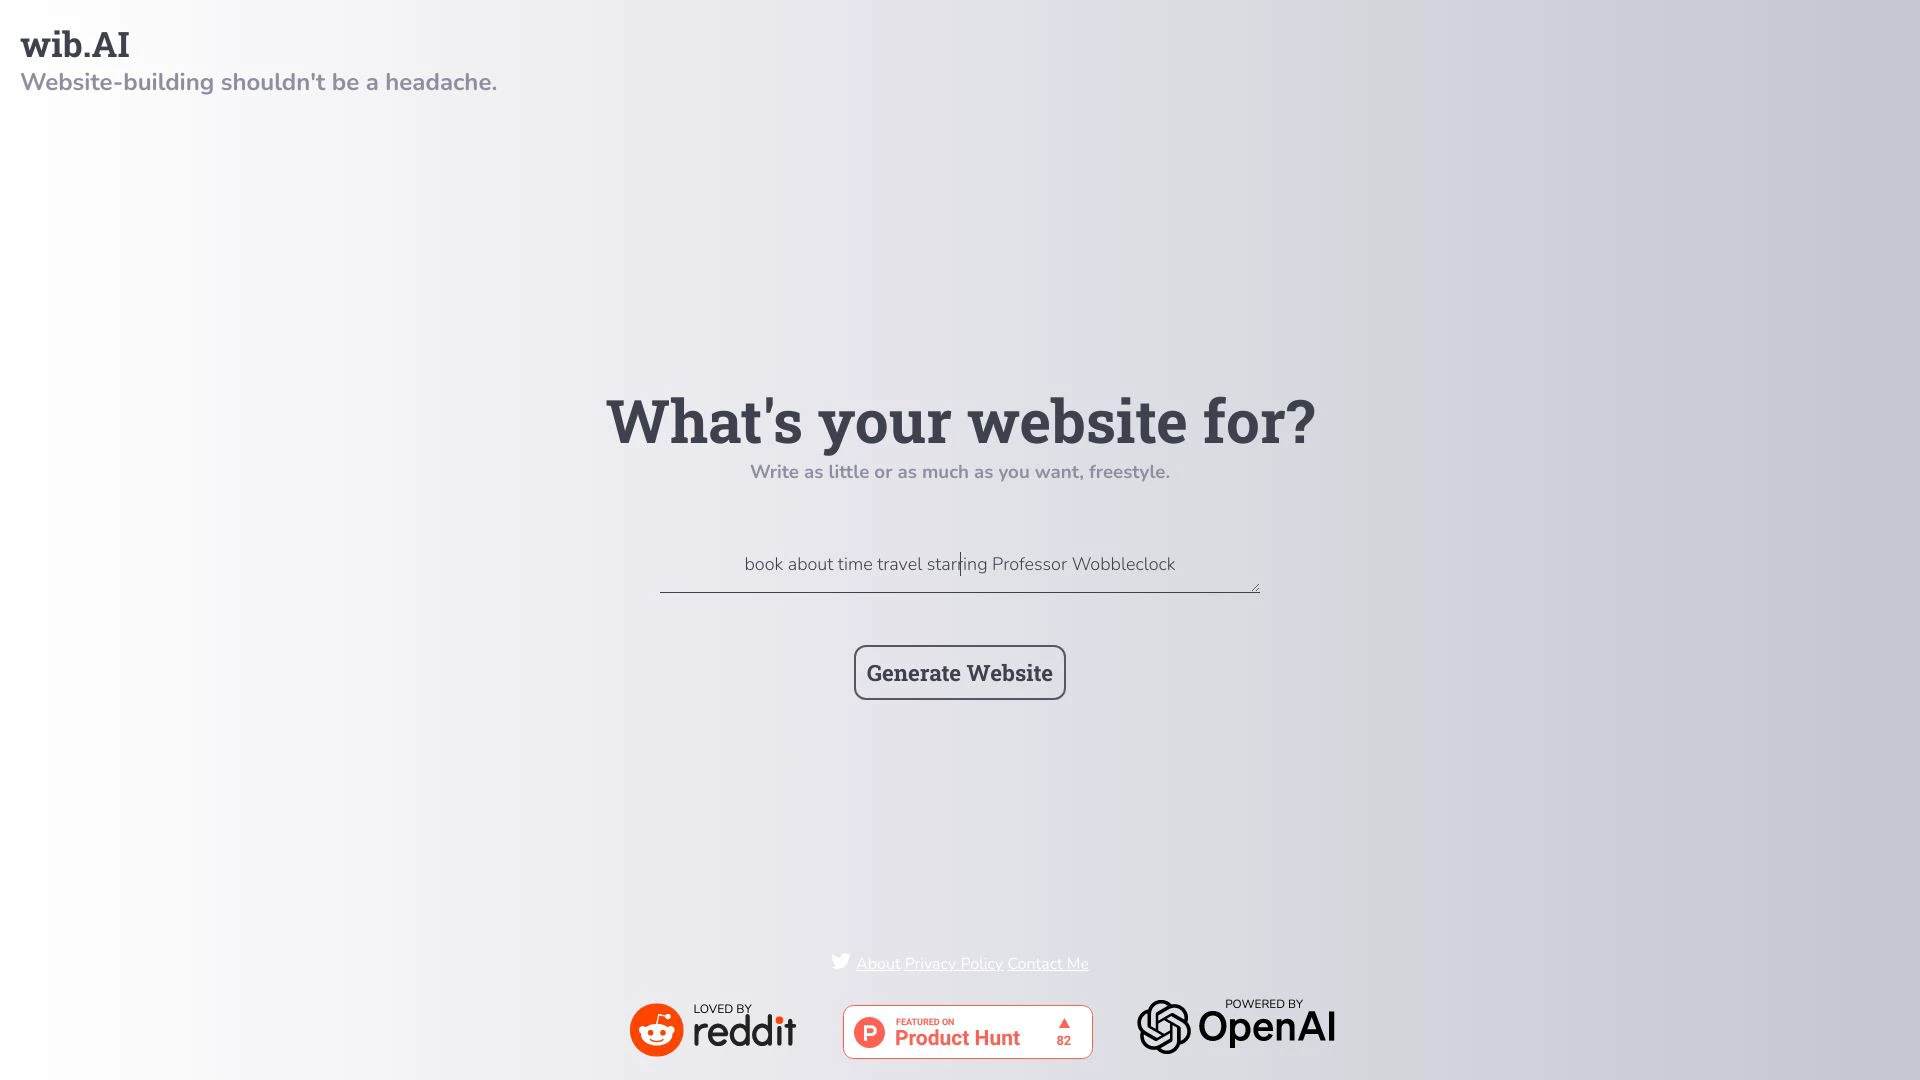 wib.AI
Website-building shouldn't be a headache.
What's your website for?
Write as little or as much as you want, freestyle.
book about time travel starring Professor Wobbleclock
Generate Website
About Privacy Policy Contact Me
LOVED BY
reddit
FEATURED ON
Product Hunt
82
POWERED BY
OpenAI